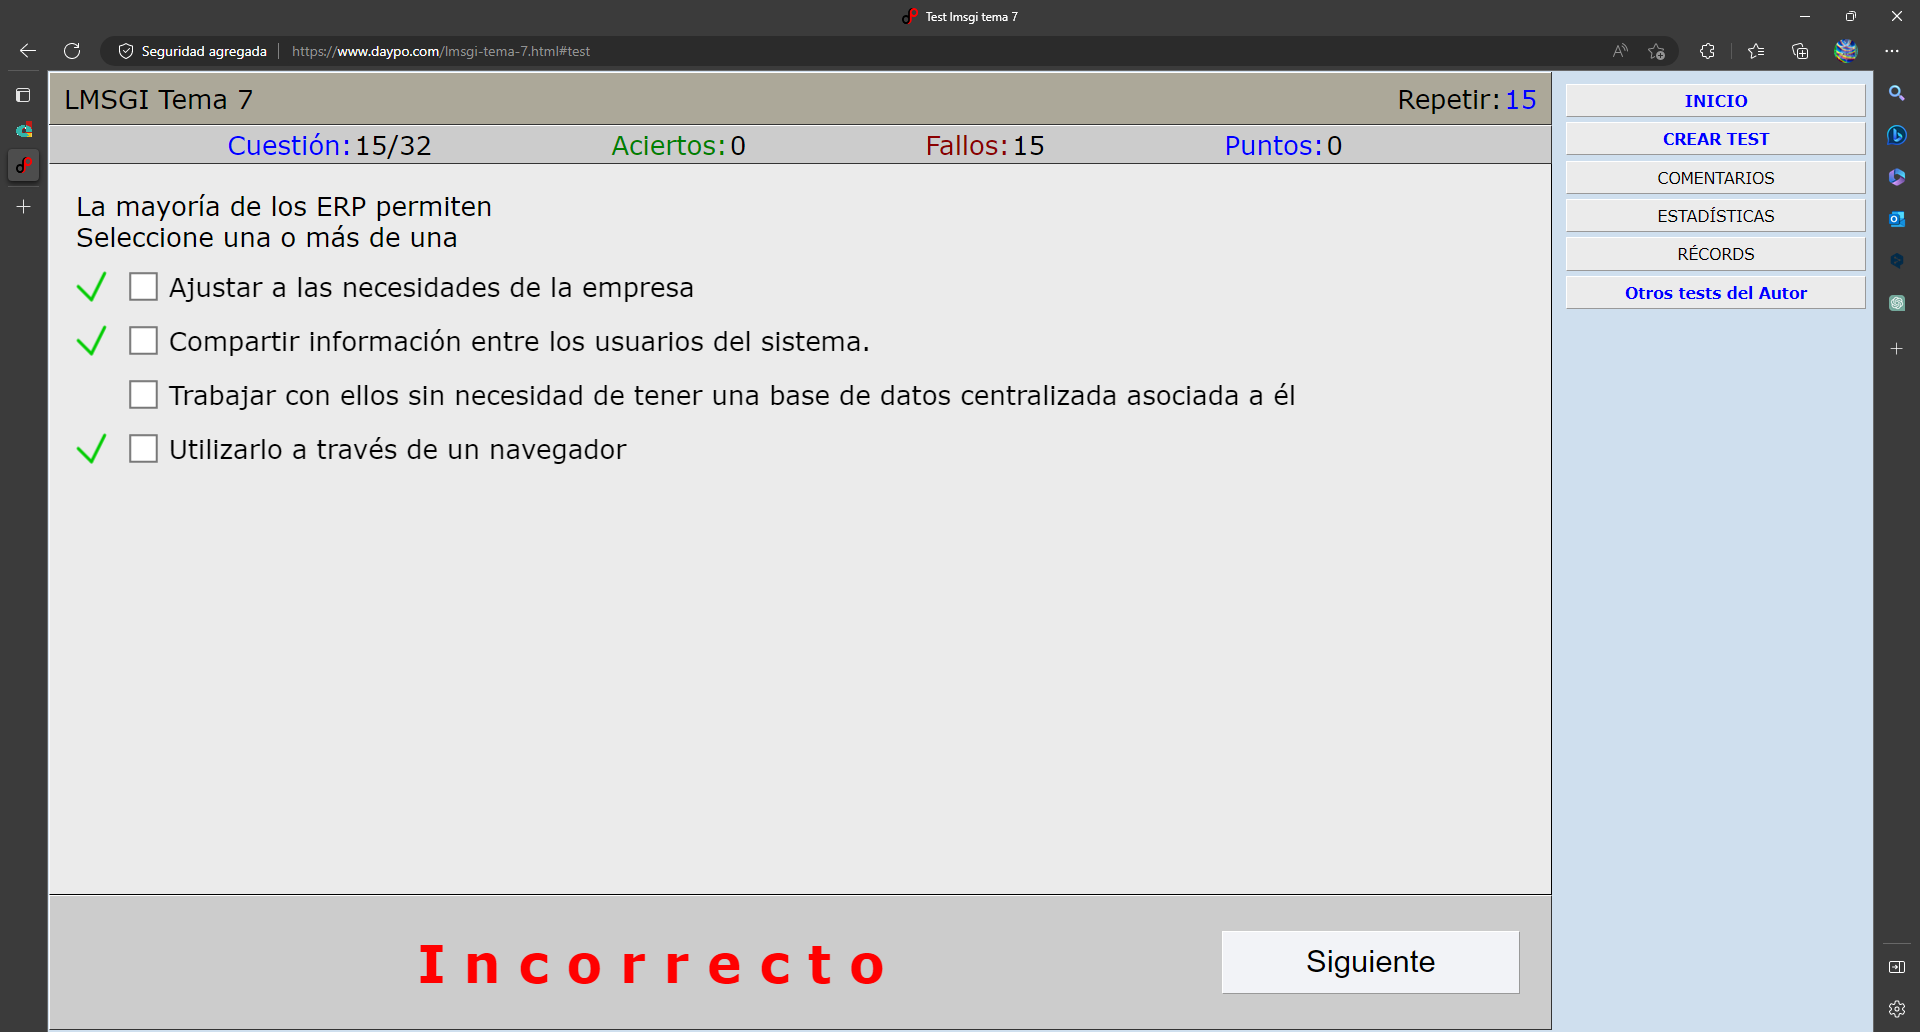 Test lmsgi tema 7
Seguridad agregada
https://www.daypo.com/lmsgi-tema-7.html#test
LMSGI Tema 7
Repetir:15
Cuestión:15/32
Aciertos:0
Fallos:15
Puntos:0
La mayoría de los ERP permiten
Seleccione una o más de una
Ajustar a las necesidades de la empresa
Compartir información entre los usuarios del sistema.
Trabajar con ellos sin necesidad de tener una base de datos centralizada asociada a él
Utilizarlo a través de un navegador
Incorrecto
Siguiente
INICIO
CREAR TEST
COMENTARIOS
ESTADÍSTICAS
RÉCORDS
Otros tests del Autor